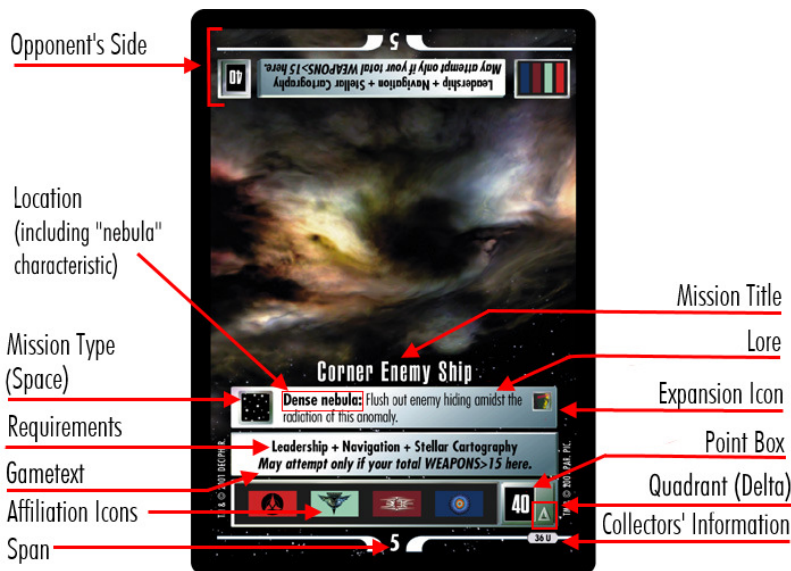 Opponent's Side
5
40
Leadership + Navigation + Stellar Cartography
May attempt only if your total WEAPONS>15 here.
Location
(including "nebula"
characteristic)
Mission Title
Lore
Mission Type
(Space)
Corner Enemy Ship
Expansion Icon
Dense nebula: Flush out enemy hiding amidst the
radiation of this anomaly.
Requirements
Leadership + Navigation + Stellar Cartography
Point Box
May attempt only if your total WEAPONS>15 here.
Gametext
Quadrant (Delta)
Affiliation Icons
40
Δ
Collectors' Information
Span
5
36 U